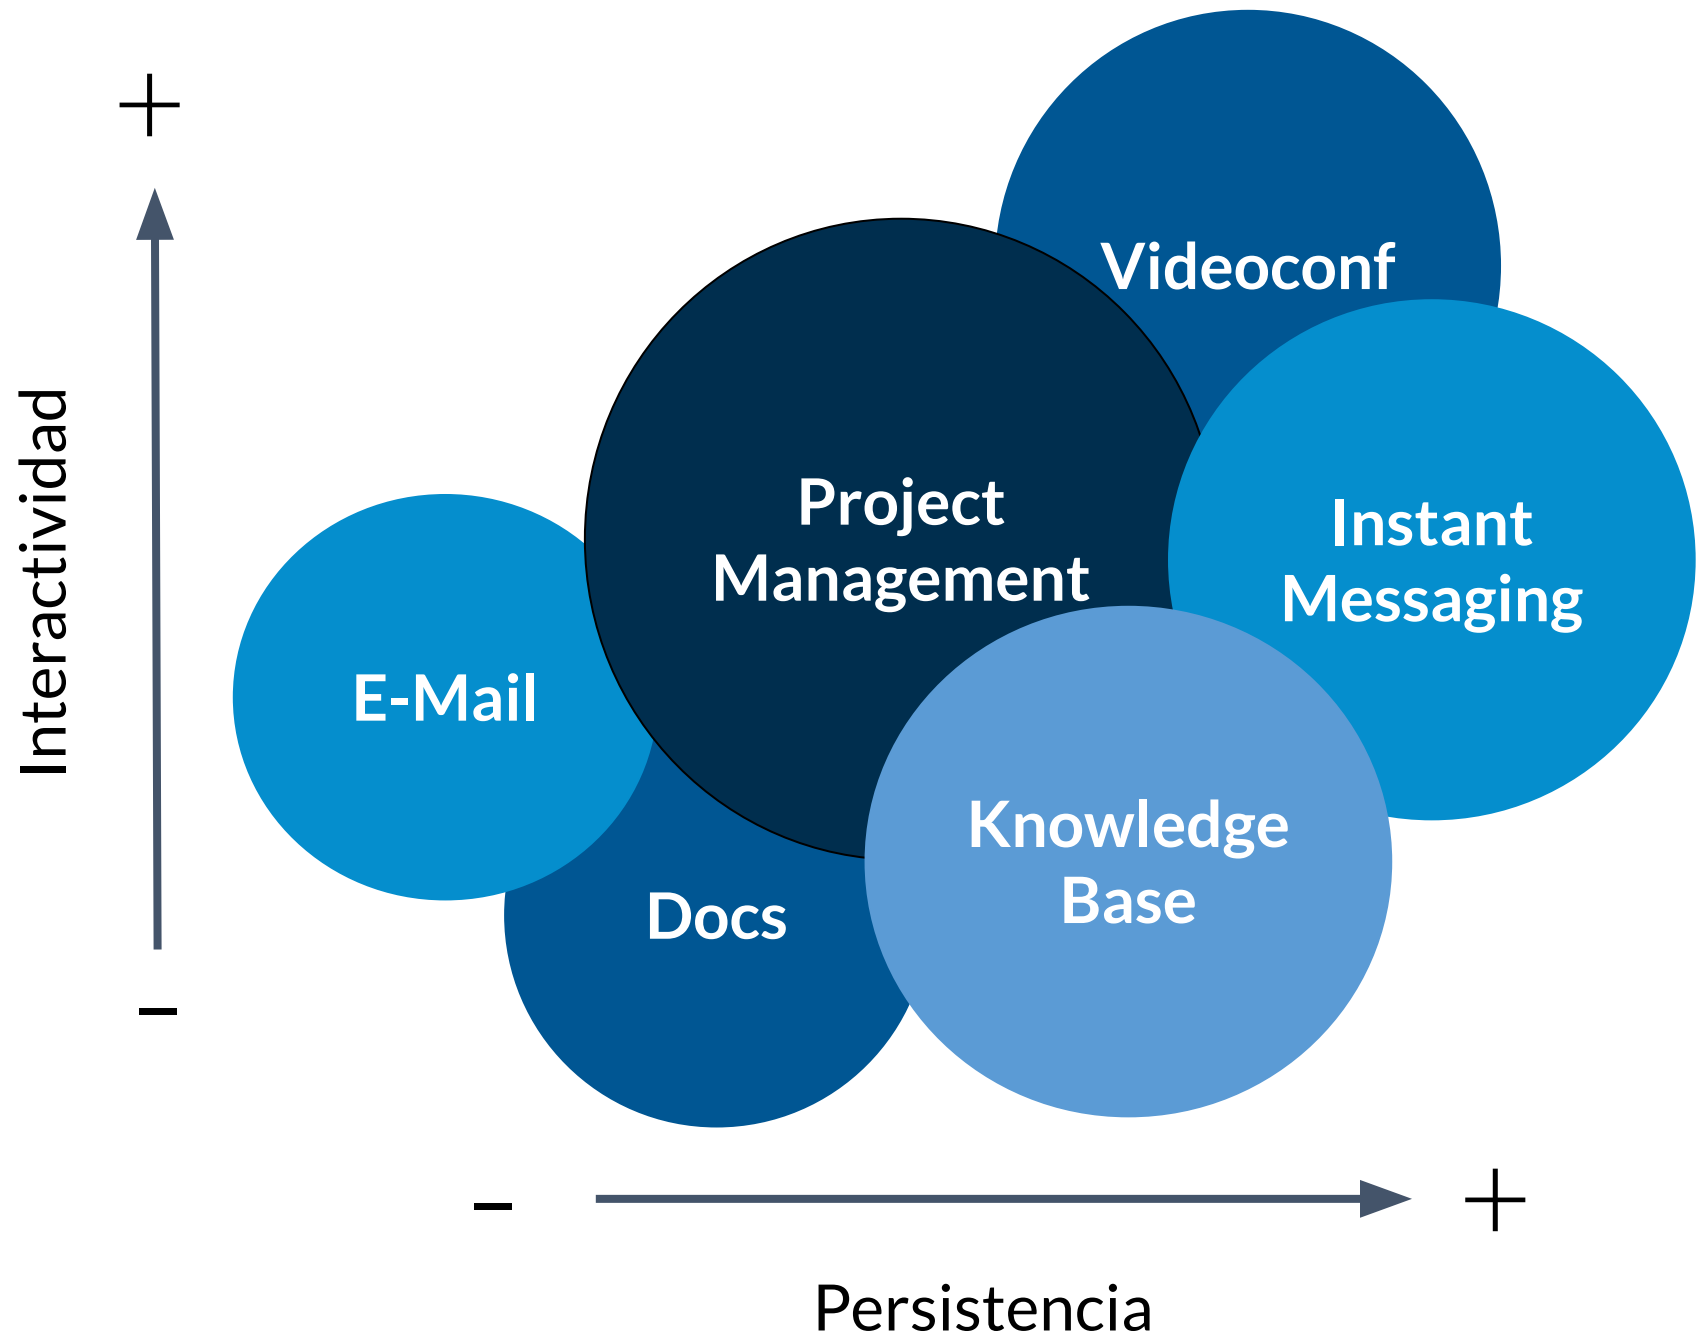 +
Interactividad
-
Videoconf
Project
Management
Instant
Messaging
E-Mail
Knowledge
Base
Docs
-
+
Persistencia